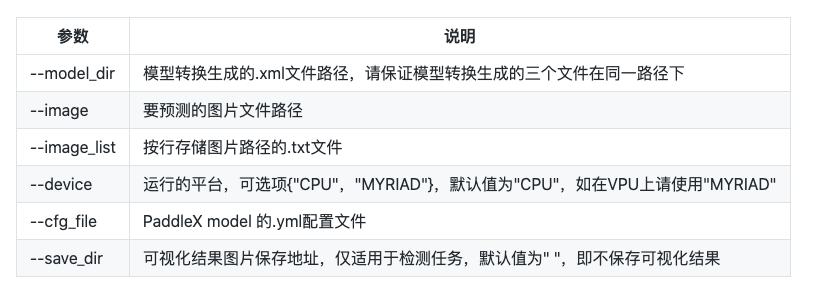 参数 说明
--model_dir 模型转换生成的.xml文件路径，请保证模型转换生成的三个文件在同一路径下
--image 要预测的图片文件路径
--image_list 按行存储图片路径的.txt文件
--device 运行的平台，可选项{"CPU"，"MYRIAD"}，默认值为"CPU"，如在VPU上请使用"MYRIAD"
--cfg_file PaddleX model 的.yml配置文件
--save_dir 可视化结果图片保存地址，仅适用于检测任务，默认值为" "，即不保存可视化结果